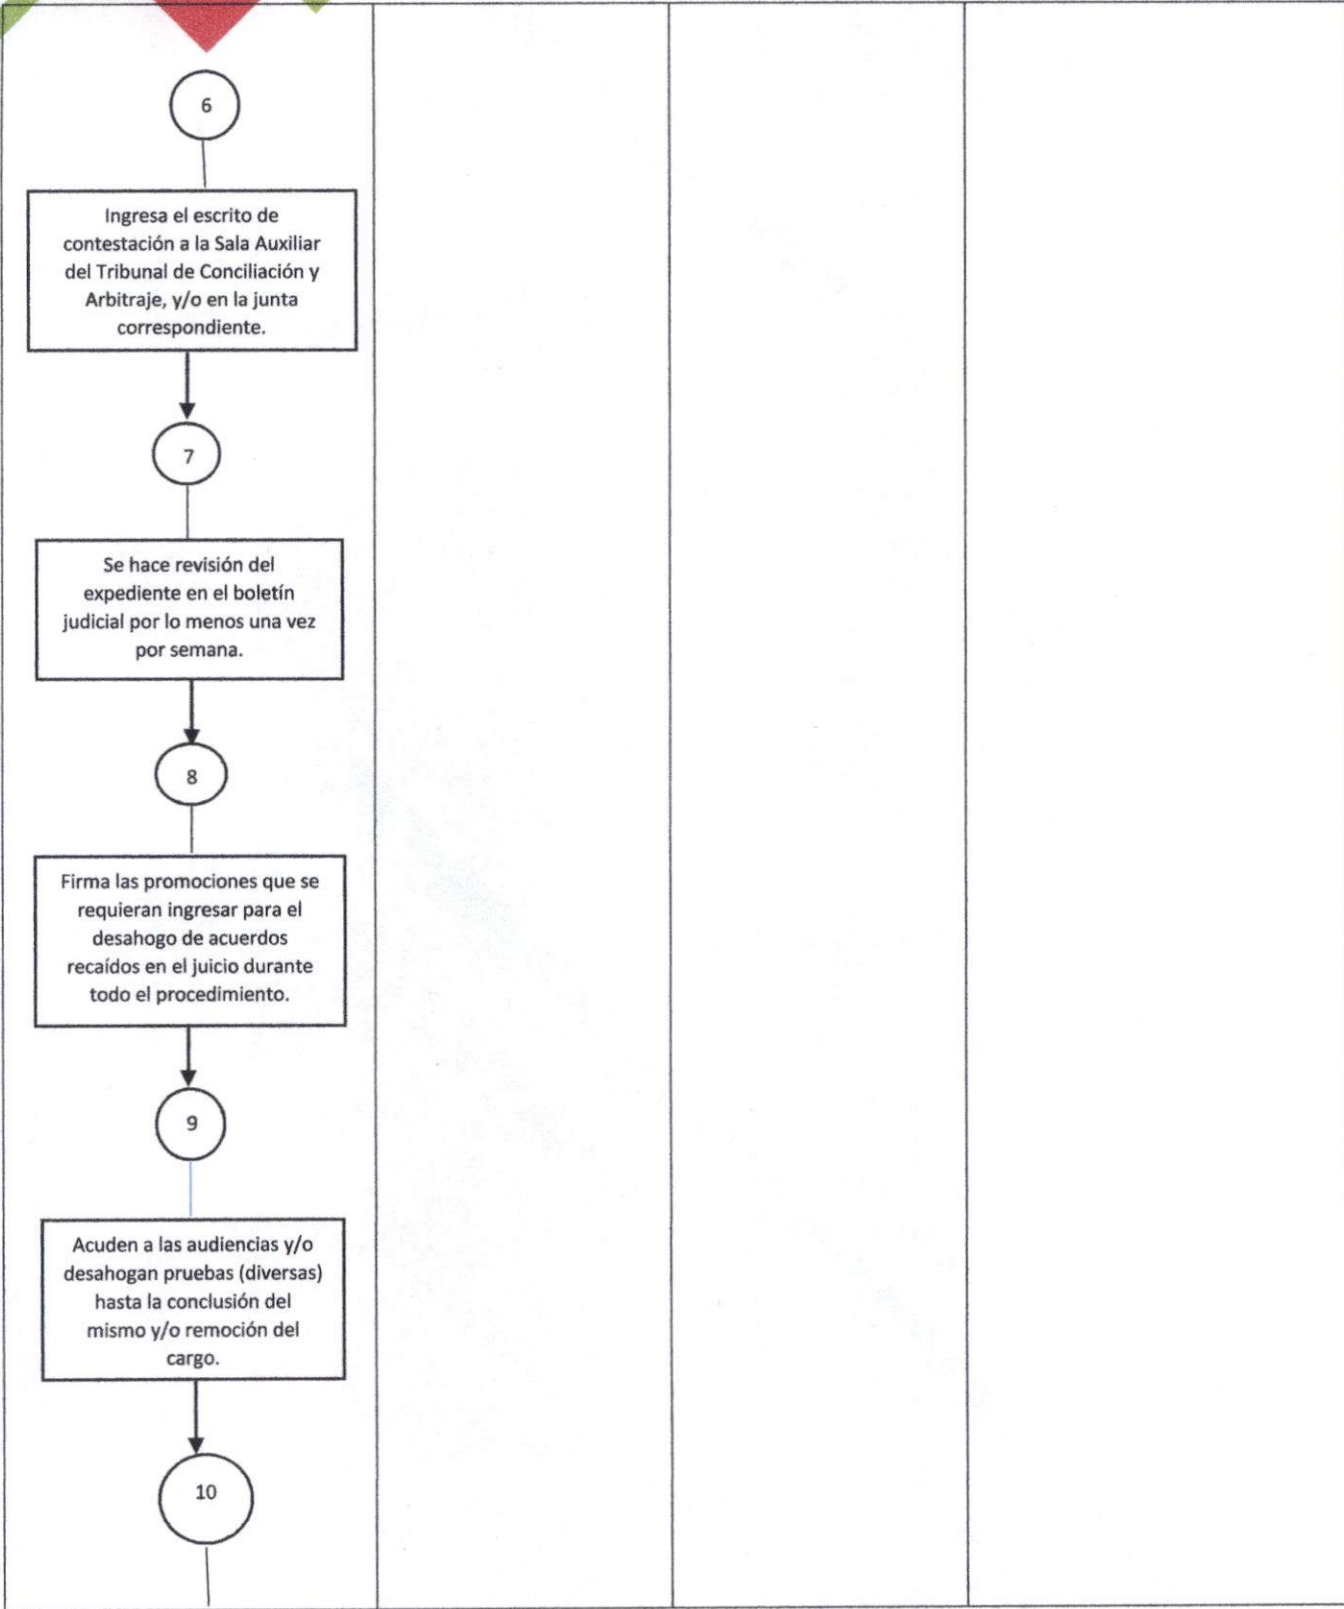 6
Ingresa el escrito de
contestación a la Sala Auxiliar
del Tribunal de Conciliación y
Arbitraje, y/o en la junta
correspondiente.
7
Se hace revisión del
expediente en el boletín
judicial por lo menos una vez
por semana.
8
Firma las promociones que se
requieran ingresar para el
desahogo de acuerdos
recaídos en el juicio durante
todo el procedimiento.
9
Acuden a las audiencias y/o
desahogan pruebas (diversas)
hasta la conclusión del
mismo y/o remoción del
cargo.
10